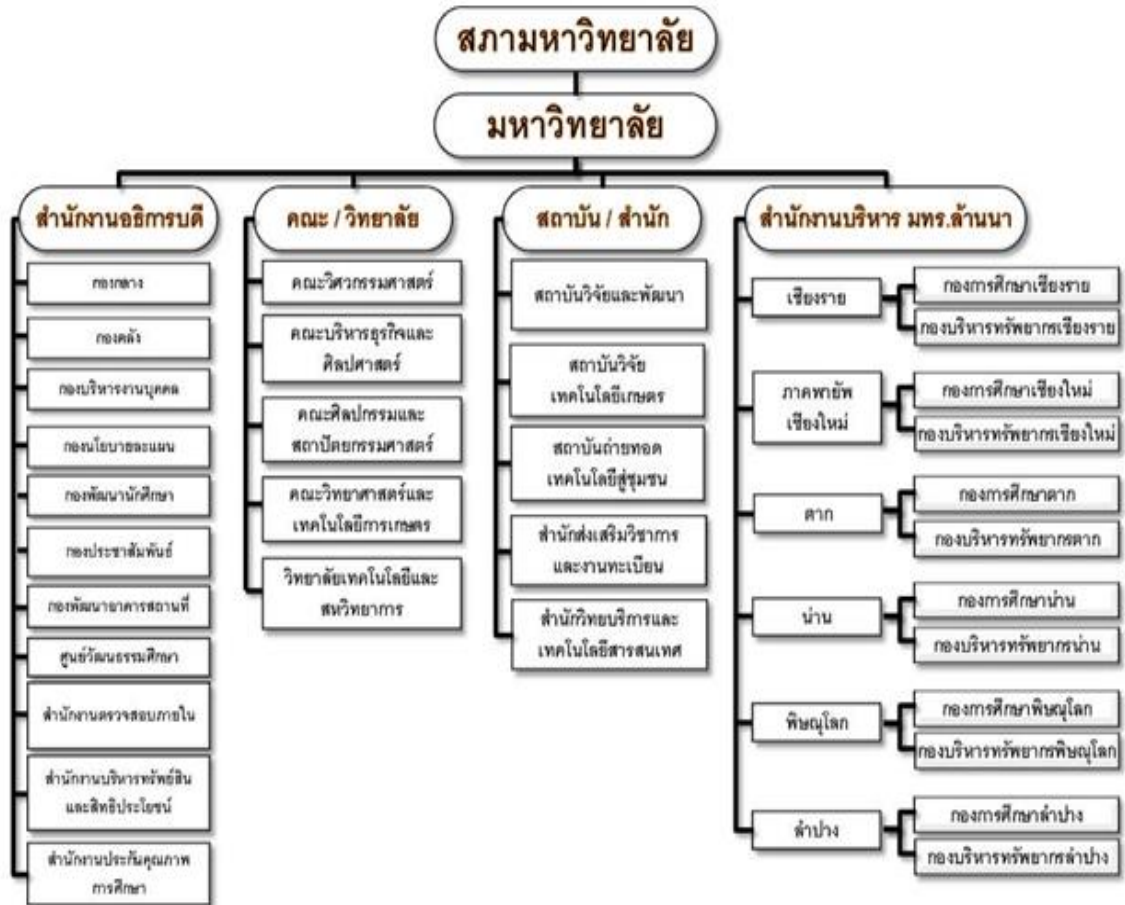 สภามหาวิทยาลัย
มหาวิทยาลัย
สำนักงานอธิการบดี
กองกลาง
กองคลัง
กองบริหารงานบุคคล
กองนโยบายละแผน
กองพัฒนานักศึกษา
กองประชาสัมพันธ์
กองพัฒนาอาคารสถานที่
ศูนย์วัฒนธรรมศึกษา
สำนักงานตรวจสอบภายใน
สำนักงานบริหารทรัพย์สิน
และสิทธิประโยชน์
สำนักงานประกันคุณภาพ
การศึกษา
คณะ / วิทยาลัย
คณะวิศวกรรมศาสตร์
คณะบริหารธุรกิจและ
ศิลปศาสตร์
คณะศิลปกรรมและ
สถาปัตยกรรมศาสตร์
คณะวิทยาศาสตร์และ
เทคโนโลยีการเกษตร
วิทยาลัยเทคโนโลยีและ
สหวิทยาการ
สถาบัน / สำนัก
สถาบันวิจัยและพัฒนา
สถาบันวิจัย
เทคโนโลยีเกษตร
สถาบันถ่ายทอด
เทคโนโลยีสู่ชุมชน
สำนักส่งเสริมวิชาการ
และงานทะเบียน
สำนักวิทยบริการและ
เทคโนโลยีสารสนเทศ
สำนักงานบริหาร มทร.ล้านนา
เชียงราย
กองการศึกษาเชียงราย
กองบริหารทรัพยากรเชียงราย
ภาคพายัพ
เชียงใหม่
กองการศึกษาเชียงใหม่
กองบริหารทรัพยากรเชียงใหม่
ตาก
กองการศึกษาตาก
กองบริหารทรัพยากรตาก
น่าน
กองการศึกษาน่าน
กองบริหารทรัพยากรน่าน
พิษณุโลก
กองการศึกษาพิษณุโลก
กองบริหารทรัพยากรพิษณุโลก
ลำปาง
กองการศึกษาลำปาง
กองบริหารทรัพยากรลำปาง